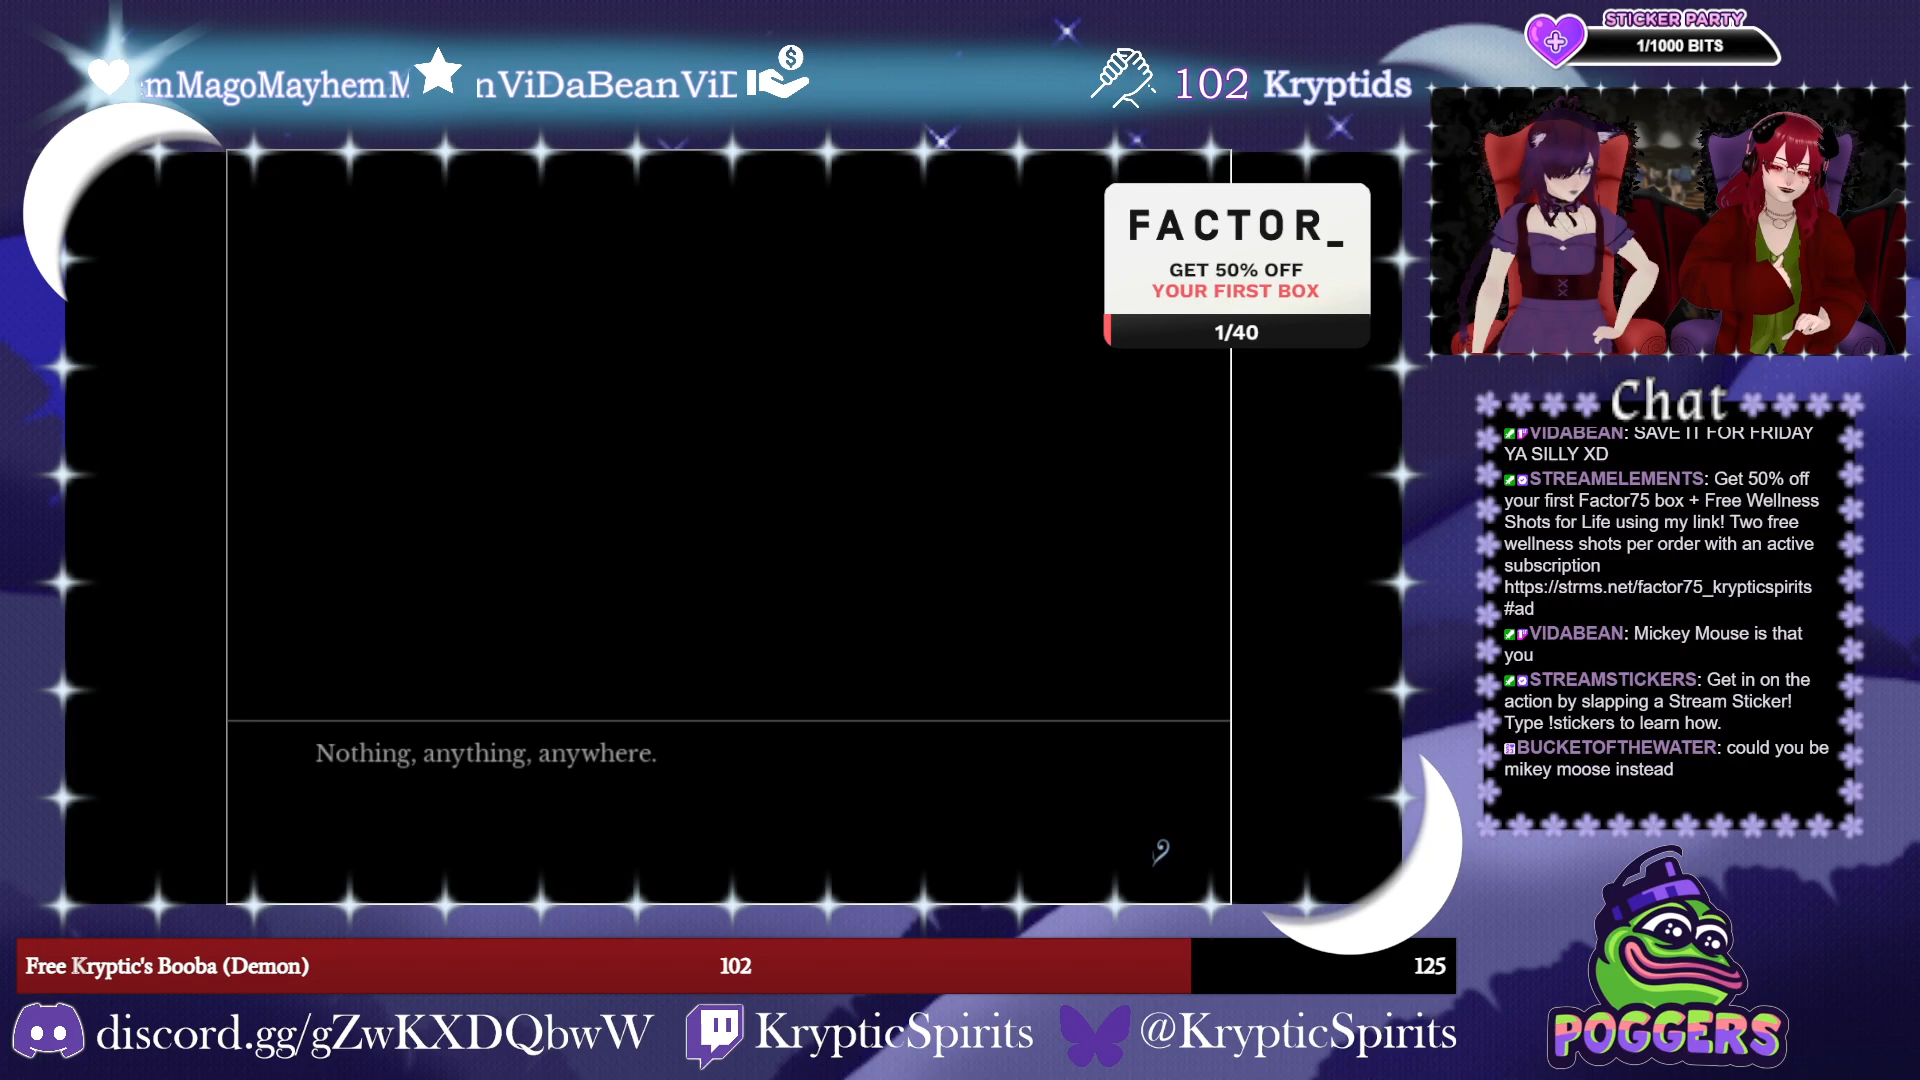 STICKER PARTY
1/1000 BITS
mMagoMayhemM
nViDaBeanViD
102 Kryptids
FACTOR_
GET 50% OFF
YOUR FIRST BOX
1/40
Chat
VIDABEAN: SAVE IT FOR FRIDAY
YA SILLY XD
STREAMELEMENTS: Get 50% off
your first Factor75 box + Free Wellness
Shots for Life using my link! Two free
wellness shots per order with an active
subscription
https://strms.net/factor75_krypticspirits
#ad
VIDABEAN: Mickey Mouse is that
you
STREAMSTICKERS: Get in on the
action by slapping a Stream Sticker!
Type !stickers to learn how.
BUCKETOFTHEWATER: could you be
mikey moose instead
Nothing, anything, anywhere.
Free Kryptic's Booba (Demon)
102
125
discord.gg/gZwKXDQbwW
KrypticSpirits
@KrypticSpirits
POGGERS